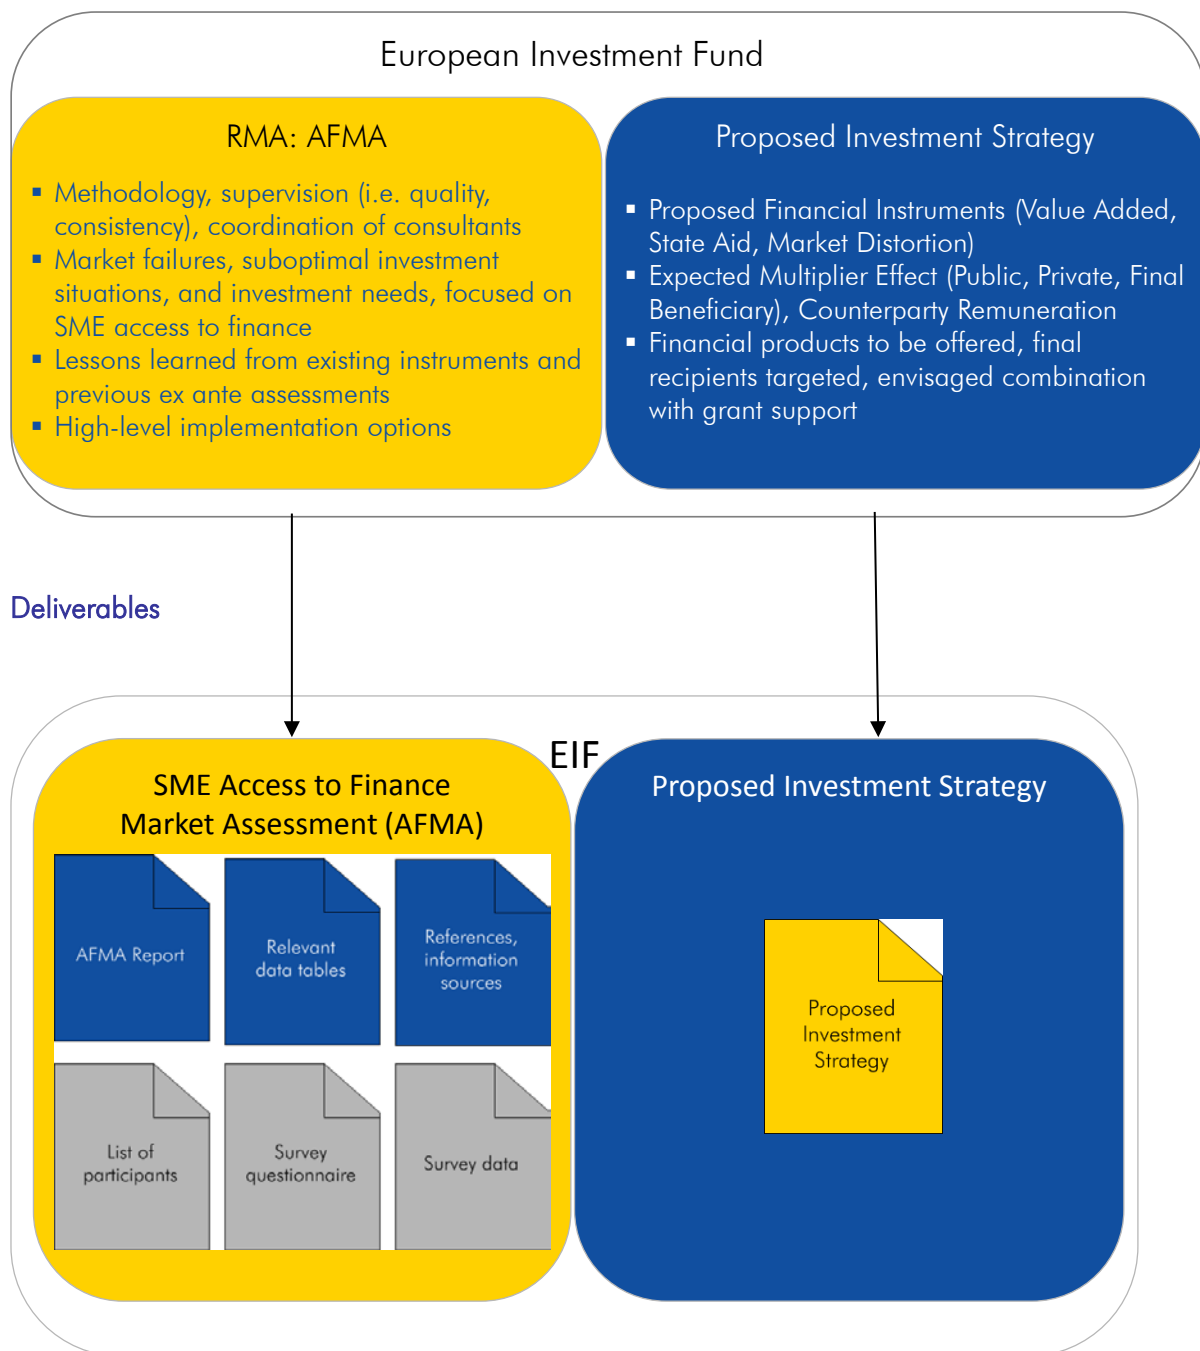 European Investment Fund
RMA: AFMA
▪ Methodology, supervision (i.e. quality,
consistency), coordination of consultants
▪ Market failures, suboptimal investment
situations, and investment needs, focused on
SME access to finance
▪ Lessons learned from existing instruments and
previous ex ante assessments
▪ High-level implementation options
Proposed Investment Strategy
▪ Proposed Financial Instruments (Value Added,
State Aid, Market Distortion)
▪ Expected Multiplier Effect (Public, Private, Final
Beneficiary), Counterparty Remuneration
▪ Financial products to be offered, final
recipients targeted, envisaged combination
with grant support
Deliverables
EIF
SME Access to Finance
Market Assessment (AFMA)
AFMA Report
Relevant
data tables
References,
information
sources
List of
participants
Survey
questionnaire
Survey data
Proposed Investment Strategy
Proposed
Investment
Strategy